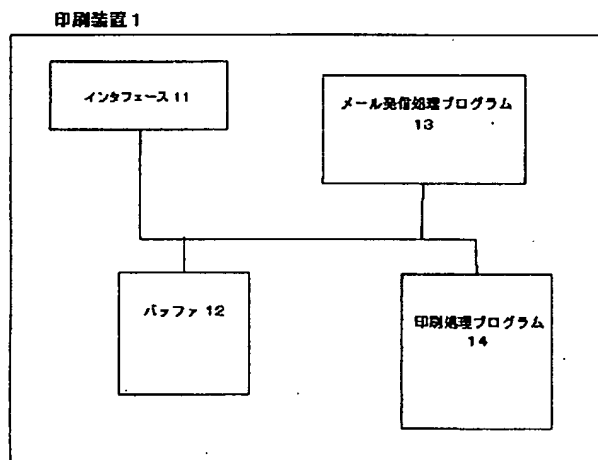 印刷装置1
インタフェース 11
メール発信処理プログラム
13
バッファ 12
印刷処理プログラム
14